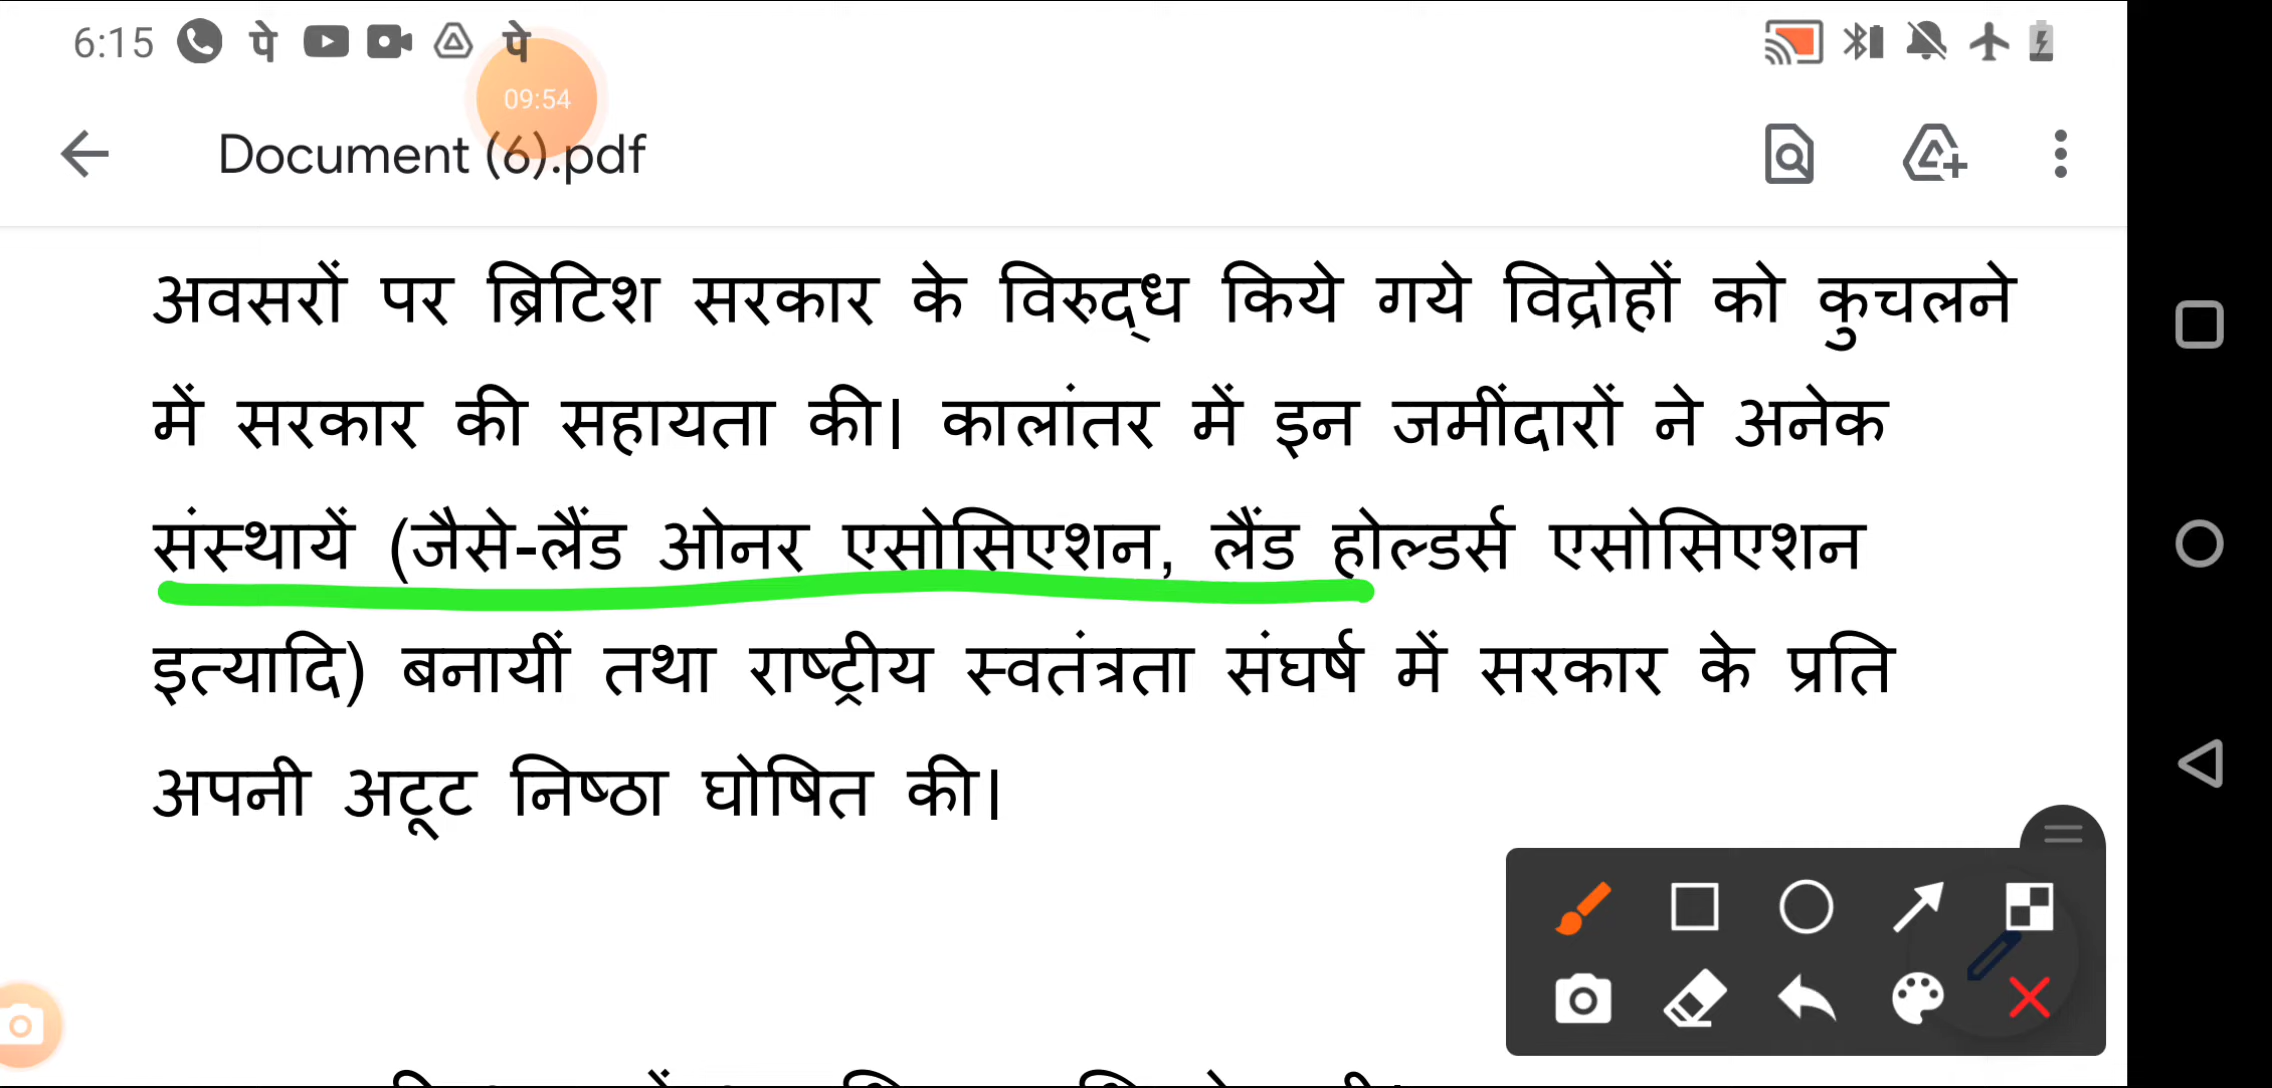 6:15 पे पे
09:54
Document (6).pdf
अवसरों पर ब्रिटिश सरकार के विरुद्ध किये गये विद्रोहों को कुचलने
में सरकार की सहायता की। कालांतर में इन जमींदारों ने अनेक
संस्थायें (जैसे-लैंड ओनर एसोसिएशन, लैंड होल्डर्स एसोसिएशन
इत्यादि) बनायीं तथा राष्ट्रीय स्वतंत्रता संघर्ष में सरकार के प्रति
अपनी अटूट निष्ठा घोषित की।